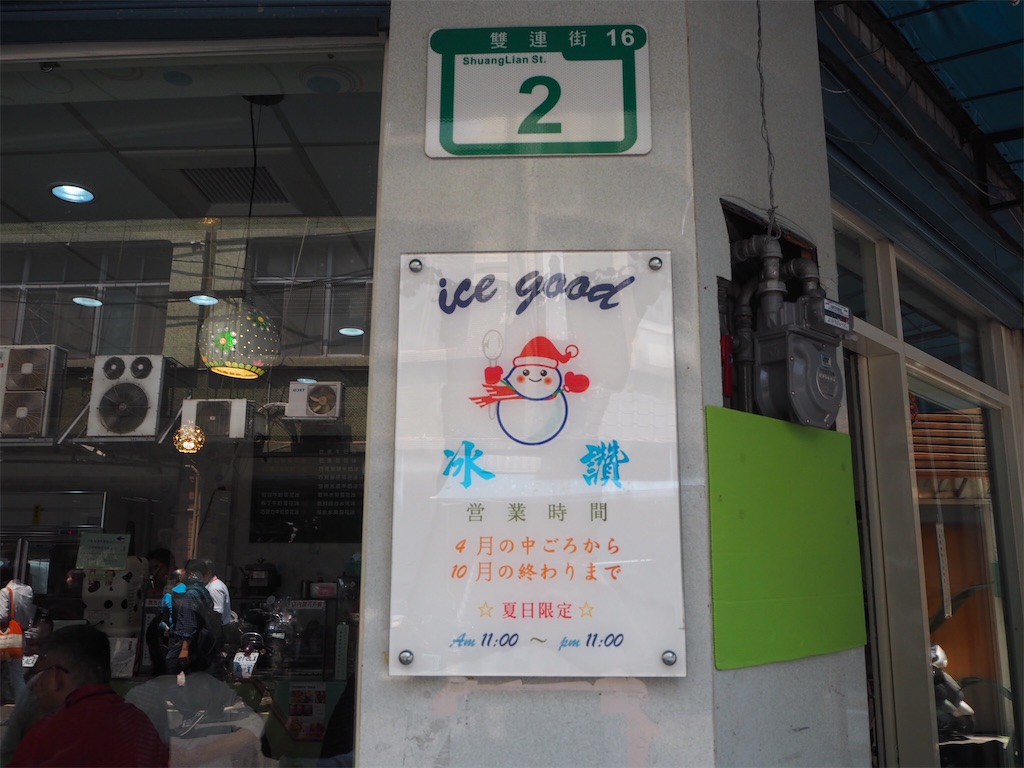 雙連街 16
ShuangLian St.
2
ice good
冰 讚
営業時間
4月の中ごろから
10月の終わりまで
☆夏日限定☆
Am 11:00 ～ pm 11:00